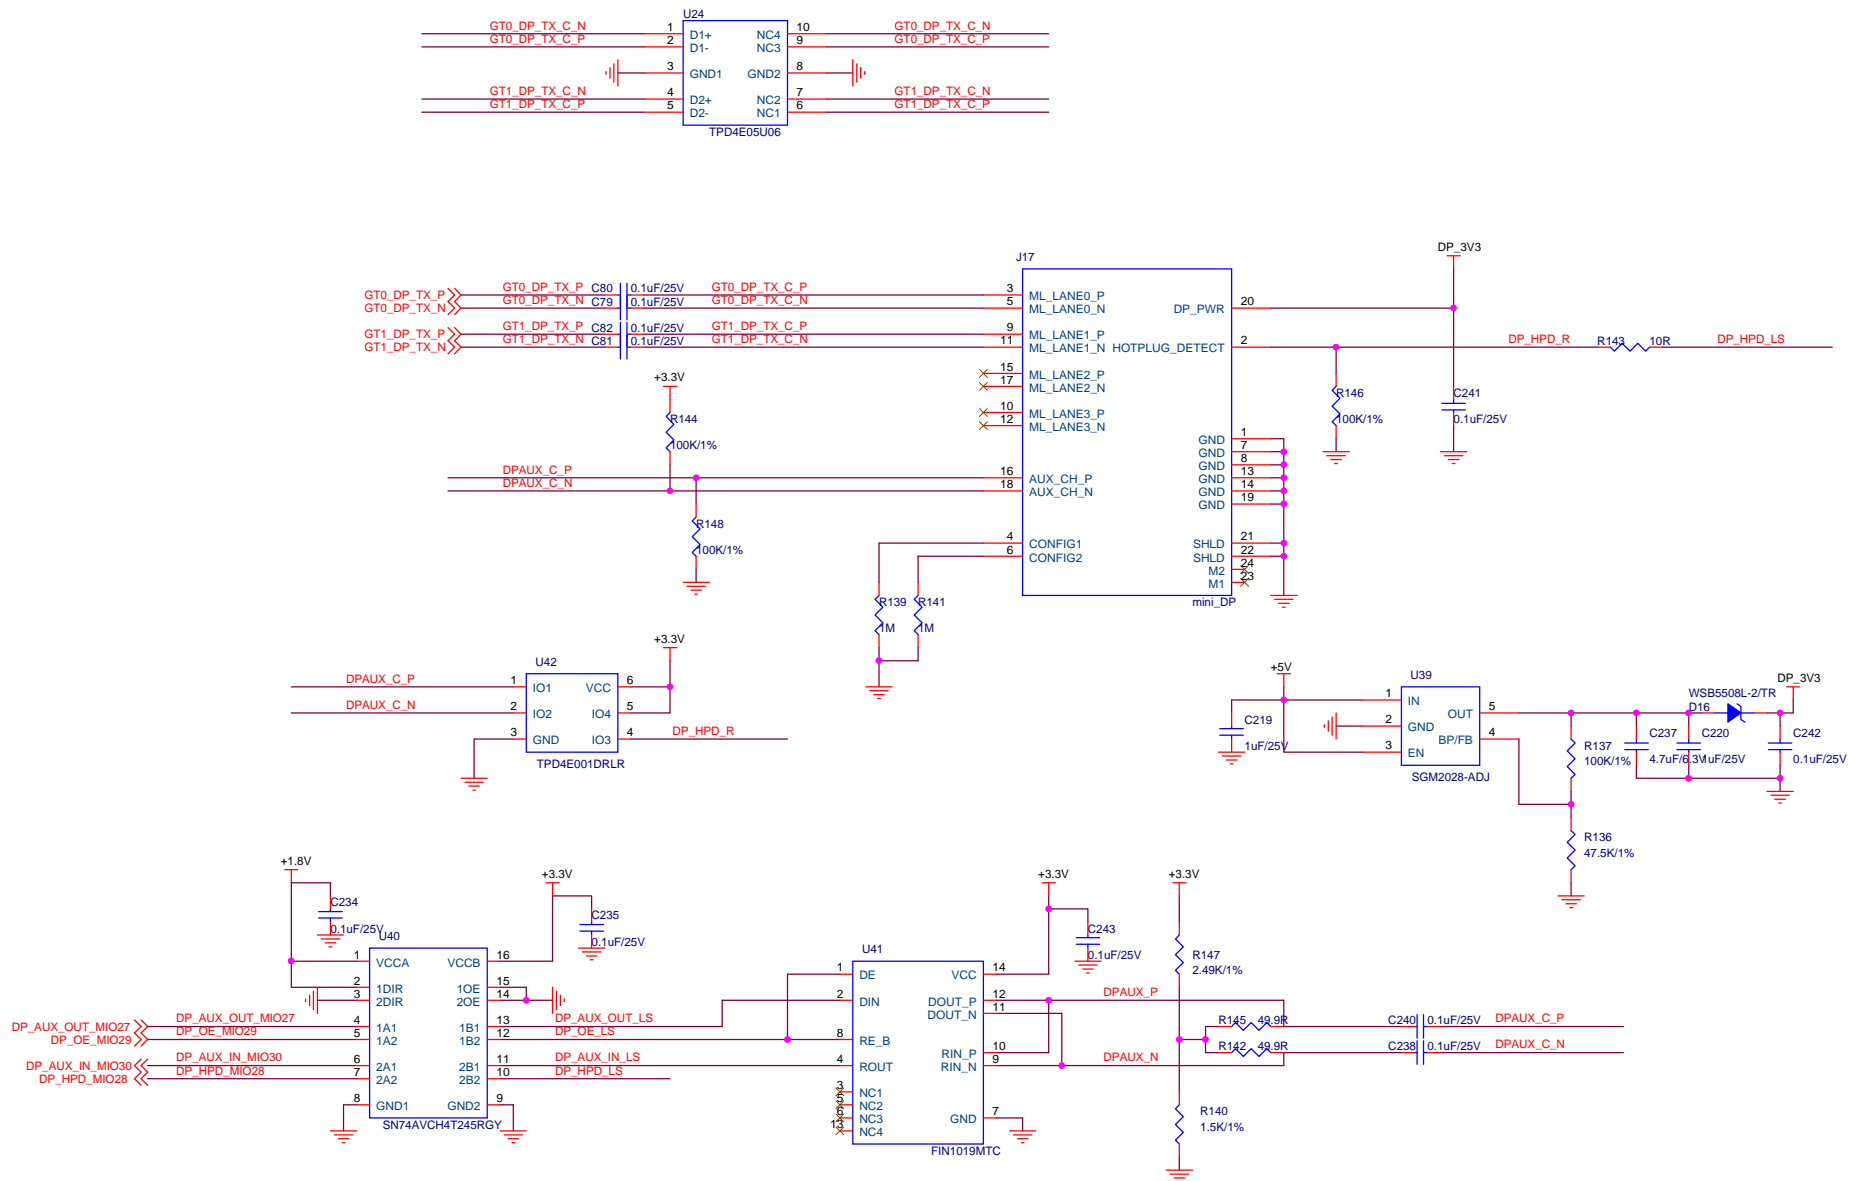 U24
GT0_DP_TX_C_N 1 D1+ NC4 10 GT0_DP_TX_C_N
GT0_DP_TX_C_P 2 D1- NC3 9 GT0_DP_TX_C_P
3 GND1 GND2 8
GT1_DP_TX_C_N 4 D2+ NC2 7 GT1_DP_TX_C_N
GT1_DP_TX_C_P 5 D2- NC1 6 GT1_DP_TX_C_P
TPD4E05U06
J17
DP_3V3
GT0_DP_TX_P GT0_DP_TX_P C80 0.1uF/25V GT0_DP_TX_C_P 3 ML_LANE0_P
GT0_DP_TX_N GT0_DP_TX_N C79 0.1uF/25V GT0_DP_TX_C_N 5 ML_LANE0_N DP_PWR 20
GT1_DP_TX_P GT1_DP_TX_P C82 0.1uF/25V GT1_DP_TX_C_P 9 ML_LANE1_P
GT1_DP_TX_N GT1_DP_TX_N C81 0.1uF/25V GT1_DP_TX_C_N 11 ML_LANE1_N HOTPLUG_DETECT 2 DP_HPD_R R143 10R DP_HPD_LS
15 ML_LANE2_P
17 ML_LANE2_N
10 ML_LANE3_P
12 ML_LANE3_N
+3.3V
R144
100K/1%
R146
100K/1%
C241
0.1uF/25V
GND 1
GND 7
GND 8
GND 13
GND 14
GND 19
DPAUX_C_P 16 AUX_CH_P
DPAUX_C_N 18 AUX_CH_N
R148
100K/1%
4 CONFIG1 SHLD 21
6 CONFIG2 SHLD 22
M2 24
M1 23
mini_DP
R139
1M
R141
1M
+3.3V
U42
DPAUX_C_P 1 IO1 VCC 6
DPAUX_C_N 2 IO2 IO4 5
3 GND IO3 4 DP_HPD_R
TPD4E001DRLR
+5V
U39
1 IN
2 GND OUT 5
3 EN BP/FB 4
SGM2028-ADJ
C219
1uF/25V
WSB5508L-2/TR
D16
DP_3V3
R137
100K/1%
C237
4.7uF/6.3V
C220
1uF/25V
C242
0.1uF/25V
R136
47.5K/1%
+1.8V
C234
0.1uF/25V
+3.3V
C235
0.1uF/25V
U40
1 VCCA VCCB 16
2 1DIR 1OE 15
3 2DIR 2OE 14
DP_AUX_OUT_MIO27 DP_AUX_OUT_MIO27 4 1A1 1B1 13 DP_AUX_OUT_LS
DP_OE_MIO29 DP_OE_MIO29 5 1A2 1B2 12 DP_OE_LS
DP_AUX_IN_MIO30 DP_AUX_IN_MIO30 6 2A1 2B1 11 DP_AUX_IN_LS
DP_HPD_MIO28 DP_HPD_MIO28 7 2A2 2B2 10 DP_HPD_LS
8 GND1 GND2 9
SN74AVCH4T245RGY
+3.3V
C243
0.1uF/25V
U41
1 DE VCC 14
2 DIN DOUT_P 12 DPAUX_P
DOUT_N 11
8 RE_B RIN_P 10
4 ROUT RIN_N 9 DPAUX_N
3 NC1
NC2
6 NC3 GND 7
13 NC4
FIN1019MTC
+3.3V
R147
2.49K/1%
R145 49.9R C240 0.1uF/25V DPAUX_C_P
R142 49.9R C238 0.1uF/25V DPAUX_C_N
R140
1.5K/1%